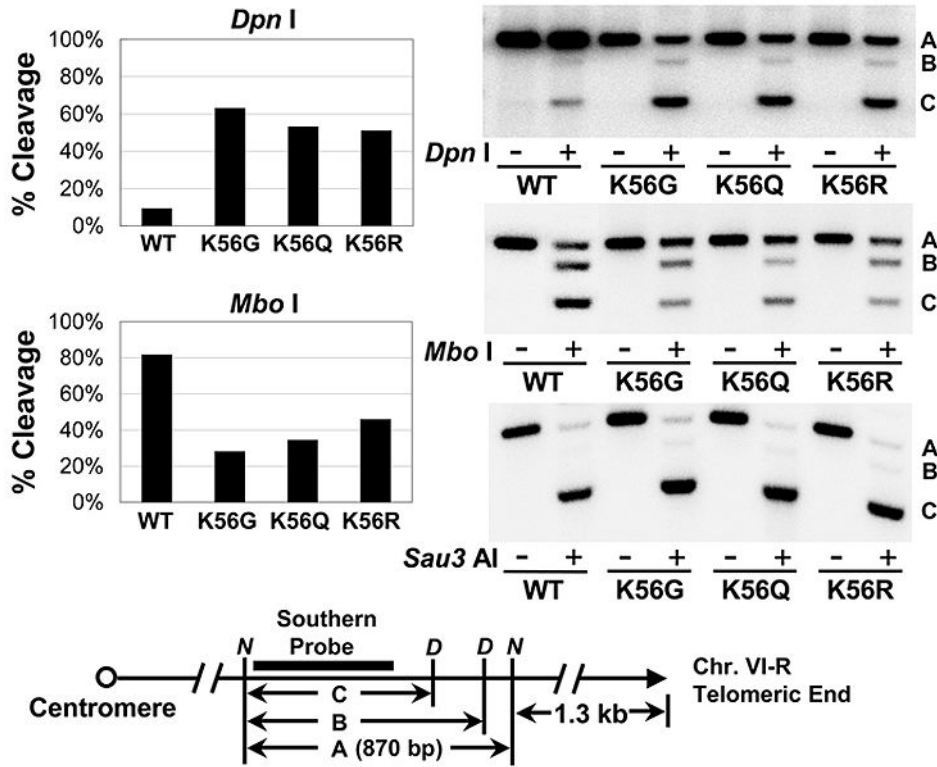 Dpn I
% Cleavage
100%
80%
60%
40%
20%
0%
WT K56G K56Q K56R
Mbo I
% Cleavage
100%
80%
60%
40%
20%
0%
WT K56G K56Q K56R
A
B
C
Dpn I - + - + - + - +
WT K56G K56Q K56R
A
B
C
Mbo I - + - + - + - +
WT K56G K56Q K56R
A
B
C
Sau3 AI - + - + - + - +
WT K56G K56Q K56R
Southern
Probe
N D D N
Centromere
C
B
A (870 bp)
1.3 kb
Chr. VI-R
Telomeric End